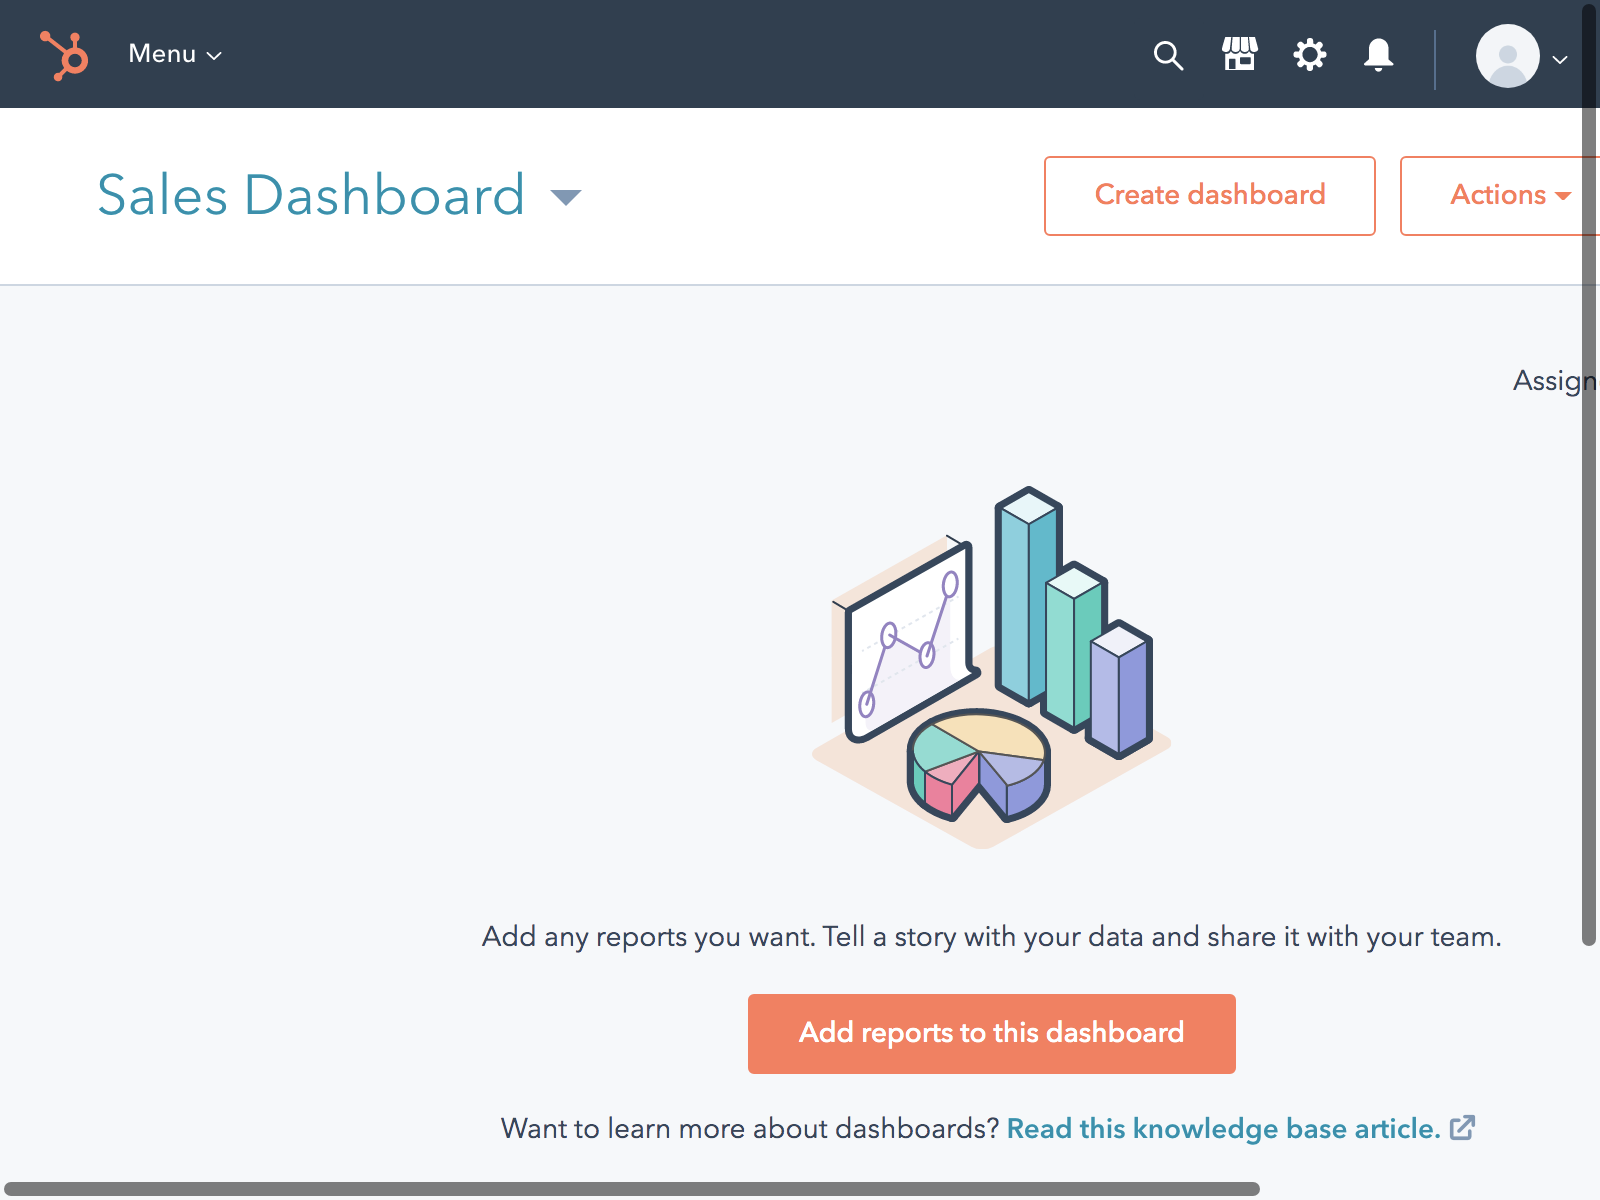 Menu
Sales Dashboard
Create dashboard
Actions
Add any reports you want. Tell a story with your data and share it with your team.
Add reports to this dashboard
Want to learn more about dashboards? Read this knowledge base article.